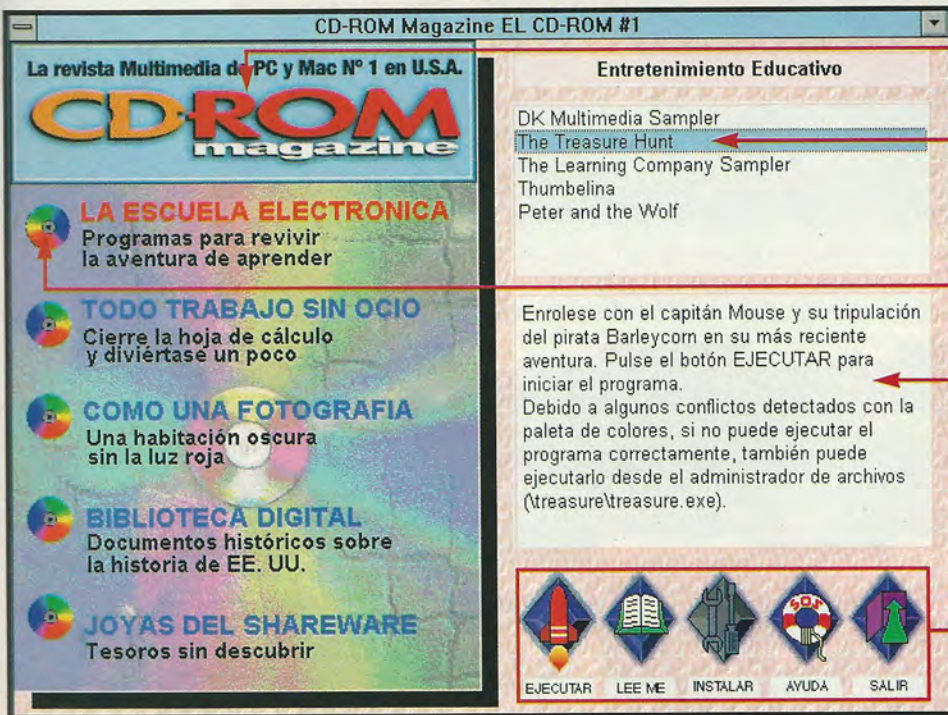 CD-ROM Magazine EL CD-ROM #1
La revista Multimedia de PC y Mac Nº 1 en U.S.A.
CD-ROM
magazine
LA ESCUELA ELECTRONICA
Programas para revivir
la aventura de aprender
TODO TRABAJO SIN OCIO
Cierre la hoja de cálculo
y diviértase un poco
COMO UNA FOTOGRAFIA
Una habitación oscura
sin la luz roja
BIBLIOTECA DIGITAL
Documentos históricos sobre
la historia de EE. UU.
JOYAS DEL SHAREWARE
Tesoros sin descubrir
Entretenimiento Educativo
DK Multimedia Sampler
The Treasure Hunt
The Learning Company Sampler
Thumbelina
Peter and the Wolf
Enrolese con el capitán Mouse y su tripulación
del pirata Barleycorn en su más reciente
aventura. Pulse el botón EJECUTAR para
iniciar el programa.
Debido a algunos conflictos detectados con la
paleta de colores, si no puede ejecutar el
programa correctamente, también puede
ejecutarlo desde el administrador de archivos
(\treasure\treasure.exe).
SOS
EJECUTAR LEE ME INSTALAR AYUDA SALIR